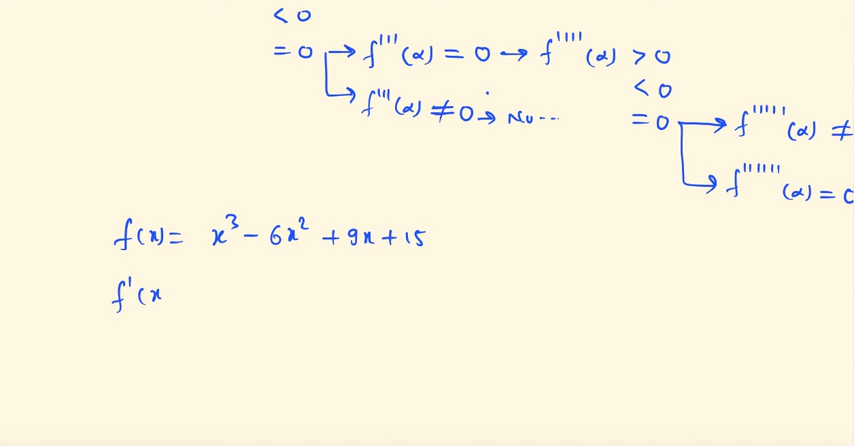 < 0
= 0 → f'''(α) = 0 → f''''(α) > 0
< 0
→ f'''(α) ≠ 0 → No --
= 0 → f'''''(α) ≠
→ f''''''(α) = 0
f(x) = x³ - 6x² + 9x + 15
f'(x